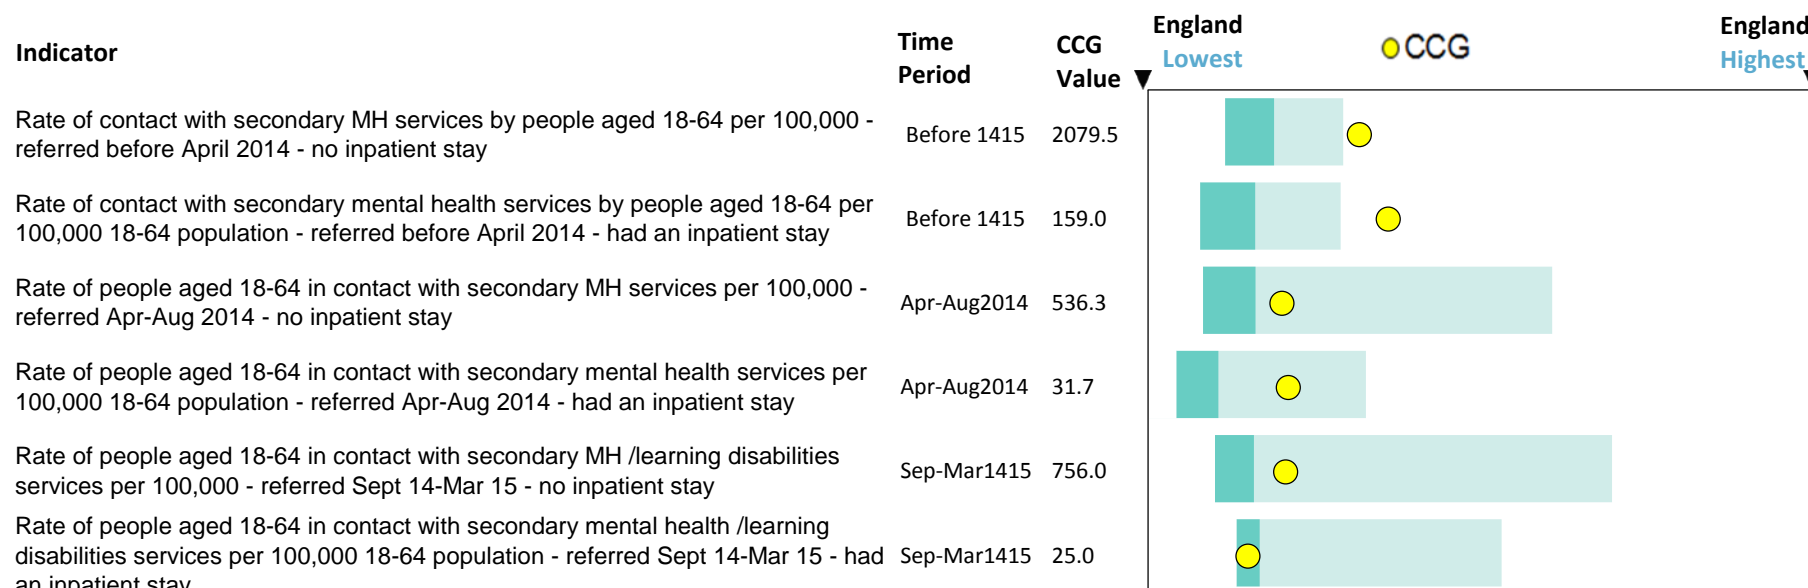 Indicator
Time Period
CCG Value
England Lowest
CCG
England Highest
Rate of contact with secondary MH services by people aged 18-64 per 100,000 -
referred before April 2014 - no inpatient stay
Before 1415
2079.5
Rate of contact with secondary mental health services by people aged 18-64 per
100,000 18-64 population - referred before April 2014 - had an inpatient stay
Before 1415
159.0
Rate of people aged 18-64 in contact with secondary MH services per 100,000 -
referred Apr-Aug 2014 - no inpatient stay
Apr-Aug2014
536.3
Rate of people aged 18-64 in contact with secondary mental health services per
100,000 18-64 population - referred Apr-Aug 2014 - had an inpatient stay
Apr-Aug2014
31.7
Rate of people aged 18-64 in contact with secondary MH /learning disabilities
services per 100,000 - referred Sept 14-Mar 15 - no inpatient stay
Sep-Mar1415
756.0
Rate of people aged 18-64 in contact with secondary mental health /learning
disabilities services per 100,000 18-64 population - referred Sept 14-Mar 15 - had
an inpatient stay
Sep-Mar1415
25.0